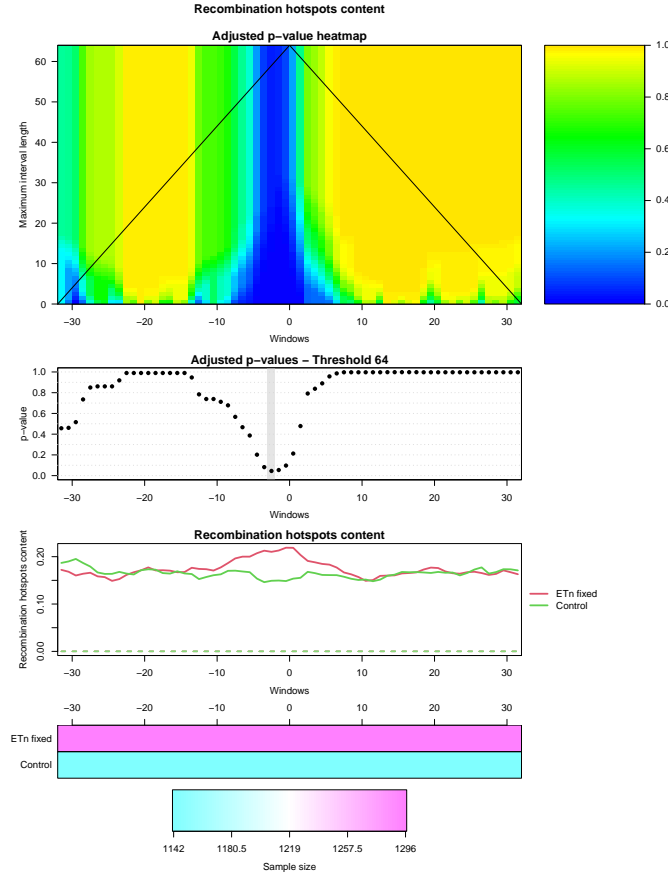 Recombination hotspots content
Adjusted p−value heatmap
Maximum interval length
60
50
40
30
20
10
0
−30 −20 −10 0 10 20 30
Windows
1.0
0.8
0.6
0.4
0.2
0.0
Adjusted p−values − Threshold 64
p−value
1.0
0.8
0.6
0.4
0.2
0.0
−30 −20 −10 0 10 20 30
Windows
Recombination hotspots content
Recombination hotspots content
0.20
0.10
0.00
−30 −20 −10 0 10 20 30
Windows
ETn fixed
Control
−30 −20 −10 0 10 20 30
ETn fixed
Control
1142 1180.5 1219 1257.5 1296
Sample size